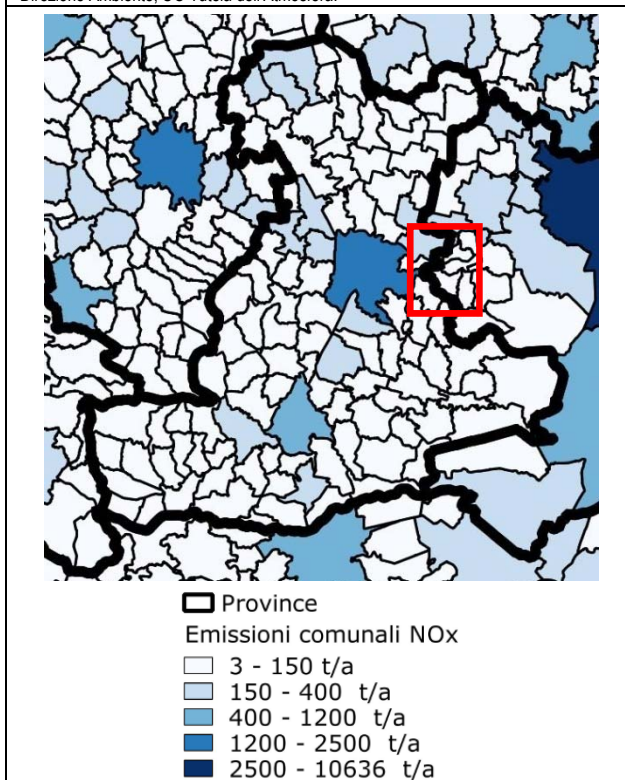 Province
Emissioni comunali NOx
3 - 150 t/a
150 - 400 t/a
400 - 1200 t/a
1200 - 2500 t/a
2500 - 10636 t/a